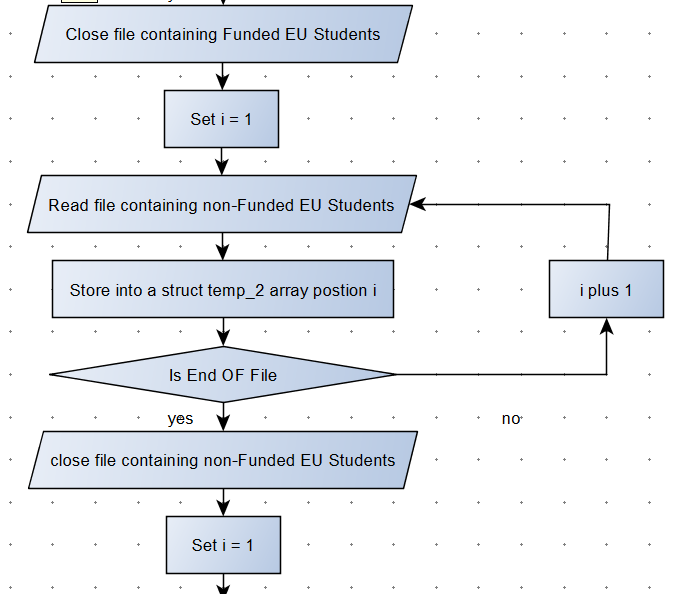 Close file containing Funded EU Students
Set i = 1
Read file containing non-Funded EU Students
Store into a struct temp_2 array postion i
i plus 1
Is End OF File
yes
no
close file containing non-Funded EU Students
Set i = 1